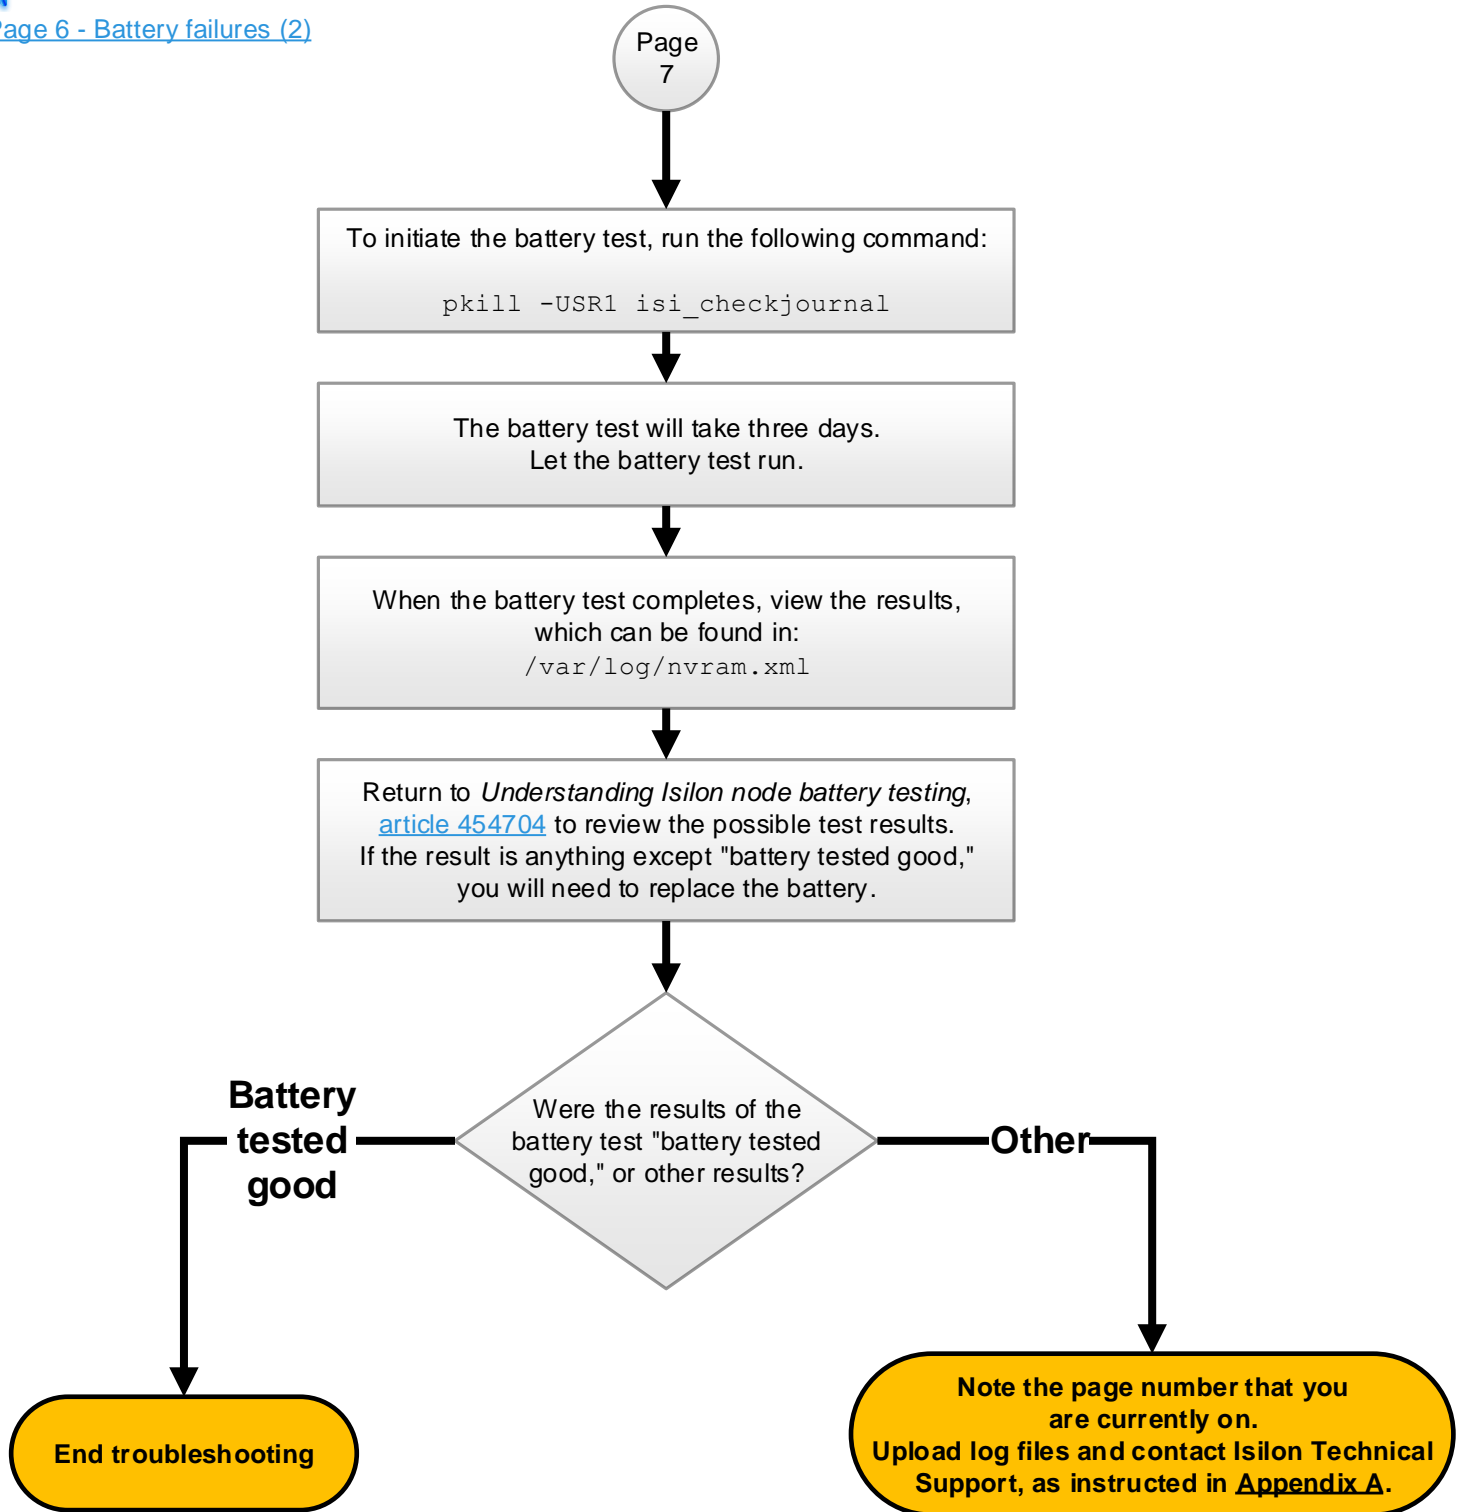 Page 6 - Battery failures (2)
Page
7
To initiate the battery test, run the following command:
pkill -USR1 isi_checkjournal
The battery test will take three days.
Let the battery test run.
When the battery test completes, view the results,
which can be found in:
/var/log/nvram.xml
Return to Understanding Isilon node battery testing,
article 454704 to review the possible test results.
If the result is anything except "battery tested good,"
you will need to replace the battery.
Were the results of the
battery test "battery tested
good," or other results?
Battery
tested
good
Other
End troubleshooting
Note the page number that you
are currently on.
Upload log files and contact Isilon Technical
Support, as instructed in Appendix A.